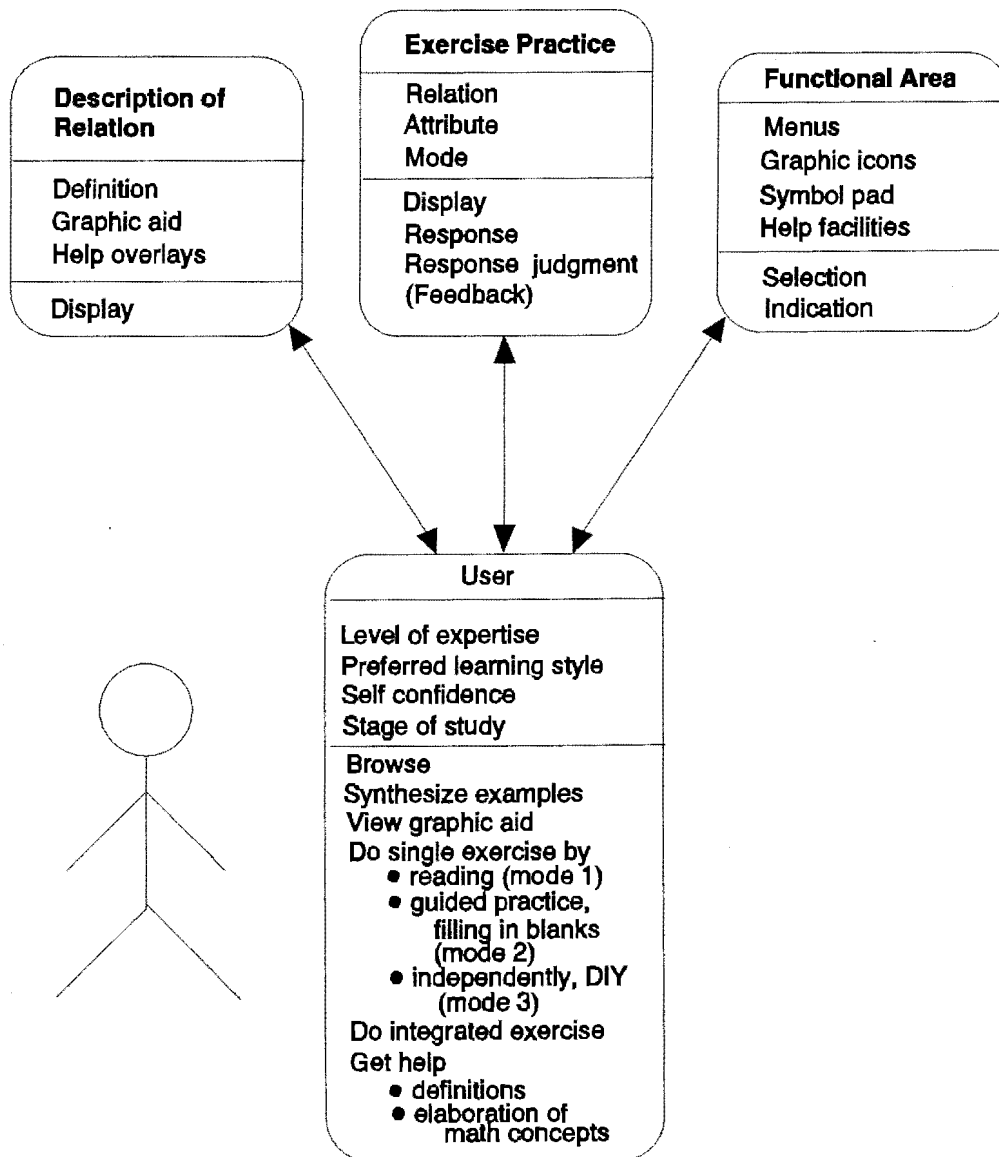 Description of
Relation
Definition
Graphic aid
Help overlays
Display
Exercise Practice
Relation
Attribute
Mode
Display
Response
Response judgment
(Feedback)
Functional Area
Menus
Graphic icons
Symbol pad
Help facilities
Selection
Indication
User
Level of expertise
Preferred learning style
Self confidence
Stage of study
Browse
Synthesize examples
View graphic aid
Do single exercise by
● reading (mode 1)
● guided practice,
filling in blanks
(mode 2)
● independently, DIY
(mode 3)
Do integrated exercise
Get help
● definitions
● elaboration of
math concepts